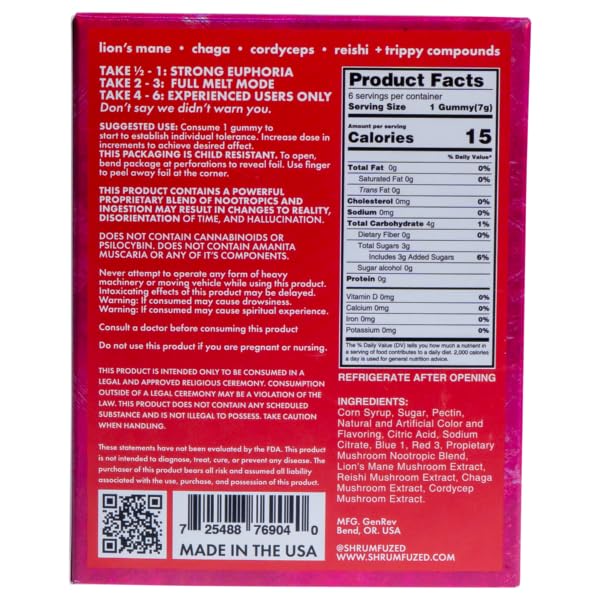 lion's mane • chaga • cordyceps • reishi + trippy compounds
TAKE ½ - 1: STRONG EUPHORIA
TAKE 2 - 3: FULL MELT MODE
TAKE 4 - 6: EXPERIENCED USERS ONLY
Don't say we didn't warn you.
SUGGESTED USE: Consume 1 gummy to
start to establish individual tolerance. Increase dose in
increments to achieve desired affect.
THIS PACKAGING IS CHILD RESISTANT. To open,
bend package at perforations to reveal foil. Use finger
to peel away foil at the corner.
THIS PRODUCT CONTAINS A POWERFUL
PROPRIETARY BLEND OF NOOTROPICS AND
INGESTION MAY RESULT IN CHANGES TO REALITY,
DISORIENTATION OF TIME, AND HALLUCINATION.
DOES NOT CONTAIN CANNABINOIDS OR
PSILOCYBIN. DOES NOT CONTAIN AMANITA
MUSCARIA OR ANY OF IT'S COMPONENTS.
Never attempt to operate any form of heavy
machinery or moving vehicle while using this product.
Intoxicating effects of this product may be delayed.
Warning: If consumed may cause drowsiness.
Warning: If consumed may cause spiritual experience.
Consult a doctor before consuming this product
Do not use this product if you are pregnant or nursing.
THIS PRODUCT IS INTENDED ONLY TO BE CONSUMED IN A
LEGAL AND APPROVED RELIGIOUS CEREMONY. CONSUMPTION
OUTSIDE OF A LEGAL CEREMONY MAY BE A VIOLATION OF THE
LAW. THIS PRODUCT DOES NOT CONTAIN ANY SCHEDULED
SUBSTANCE AND IS NOT ILLEGAL TO POSSESS. TAKE CAUTION
WHEN HANDLING.
These statements have not been evaluated by the FDA. This product
is not intended to diagnose, treat, cure, or prevent any disease. The
purchaser of this product bears all risk and assumed all liability
associated with the use, purchase, and possession of this product.
7 25488 76904 0
MADE IN THE USA
Product Facts
6 servings per container
Serving Size 1 Gummy(7g)
Amount per serving
Calories 15
% Daily Value*
Total Fat 0g 0%
Saturated Fat 0g 0%
Trans Fat 0g
Cholesterol 0mg 0%
Sodium 0mg 0%
Total Carbohydrate 4g 1%
Dietary Fiber 0g 0%
Total Sugars 3g
Includes 3g Added Sugars 6%
Sugar alcohol 0g
Protein 0g
Vitamin D 0mg 0%
Calcium 0mg 0%
Iron 0mg 0%
Potassium 0mg 0%
* The % Daily Value (DV) tells you how much a nutrient in
a serving of food contributes to a daily diet. 2,000 calories
a day is used for general nutrition advice.
REFRIGERATE AFTER OPENING
INGREDIENTS:
Corn Syrup, Sugar, Pectin,
Natural and Artificial Color and
Flavoring, Citric Acid, Sodium
Citrate, Blue 1, Red 3, Propietary
Mushroom Nootropic Blend,
Lion's Mane Mushroom Extract,
Reishi Mushroom Extract, Chaga
Mushroom Extract, Cordycep
Mushroom Extract.
MFG. GenRev
Bend, OR. USA
@SHRUMFUZED
WWW.SHRUMFUZED.COM